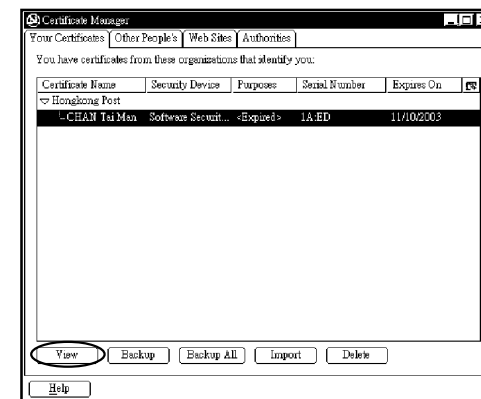 Certificate Manager
Your Certificates Other People's Web Sites Authorities
You have certificates from these organizations that identify you:
Certificate Name Security Device Purposes Serial Number Expires On
Hongkong Post
CHAN Tai Man Software Securit... <Expired> 1A:ED 11/10/2003
View Backup Backup All Import Delete
Help